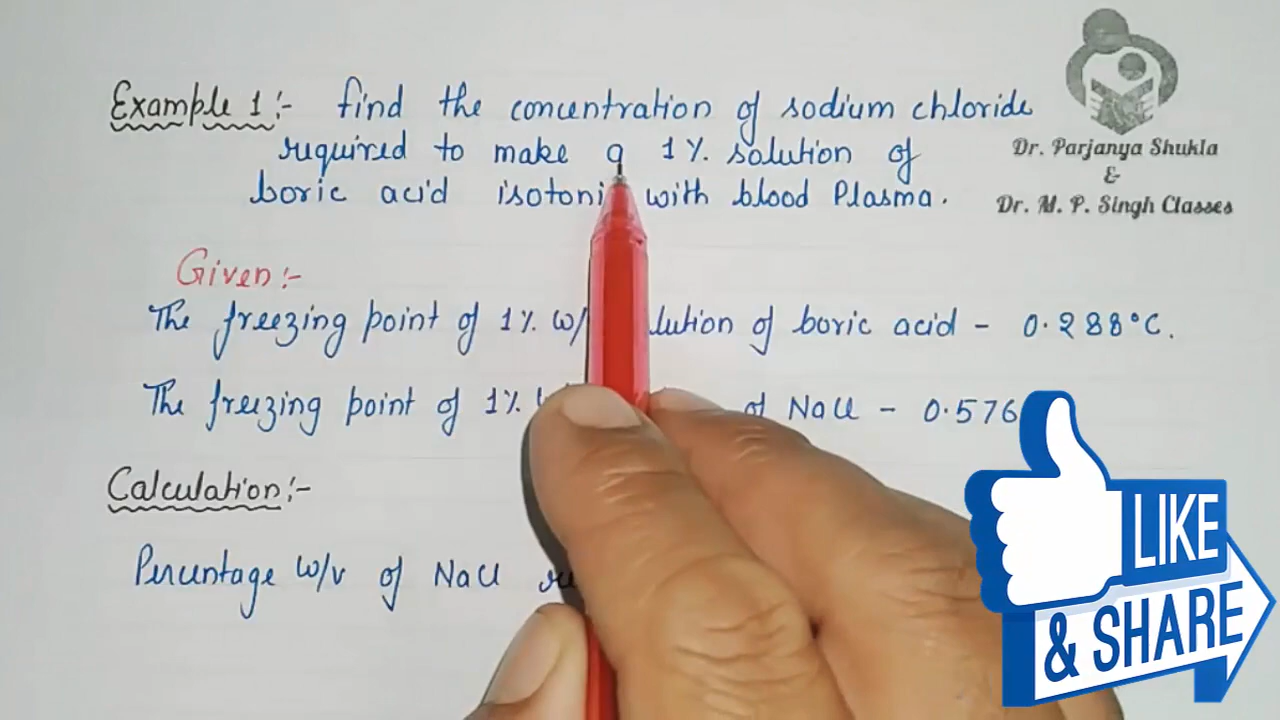 Example 1:- find the concentration of sodium chloride
required to make a 1% solution of
boric acid isotoni with blood Plasma.
Dr. Parjanya Shukla
&
Dr. M. P. Singh Classes
Given:-
The freezing point of 1% w/ lution of boric acid - 0.288°C.
The freezing point of 1% of NaCl - 0.576
Calculation:-
Percentage w/v of NaCl
LIKE
& SHARE